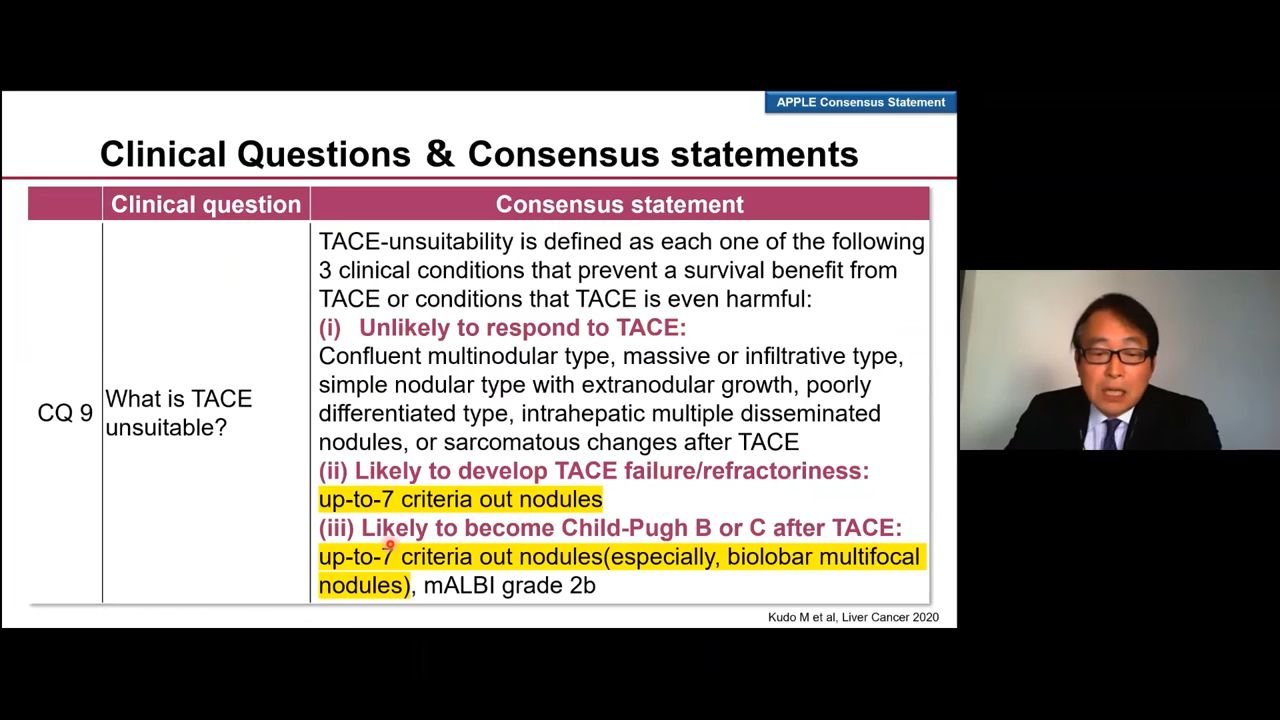 APPLE Consensus Statement
Clinical Questions & Consensus statements
Clinical question
Consensus statement
CQ 9
What is TACE
unsuitable?
TACE-unsuitability is defined as each one of the following
3 clinical conditions that prevent a survival benefit from
TACE or conditions that TACE is even harmful:
(i) Unlikely to respond to TACE:
Confluent multinodular type, massive or infiltrative type,
simple nodular type with extranodular growth, poorly
differentiated type, intrahepatic multiple disseminated
nodules, or sarcomatous changes after TACE
(ii) Likely to develop TACE failure/refractoriness:
up-to-7 criteria out nodules
(iii) Likely to become Child-Pugh B or C after TACE:
up-to-7 criteria out nodules(especially, biolobar multifocal
nodules), mALBI grade 2b
Kudo M et al, Liver Cancer 2020